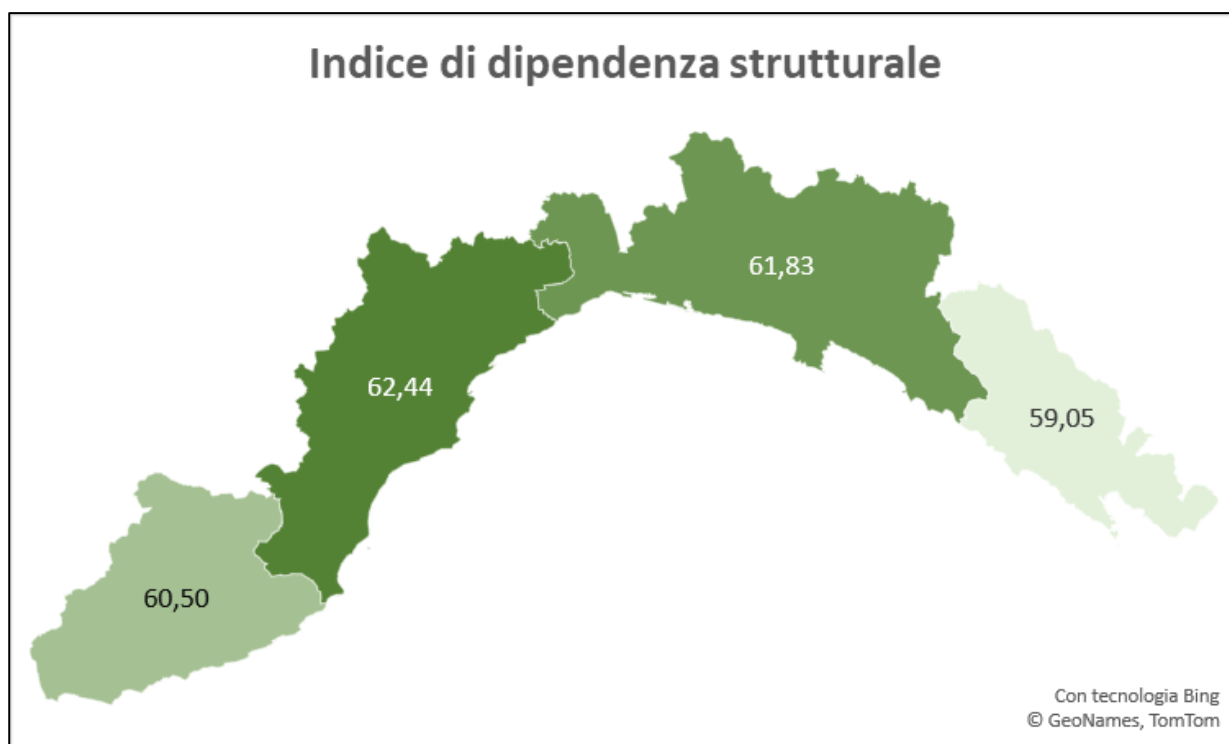 Indice di dipendenza strutturale
61,83
62,44
59,05
60,50
Con tecnologia Bing
© GeoNames, TomTom